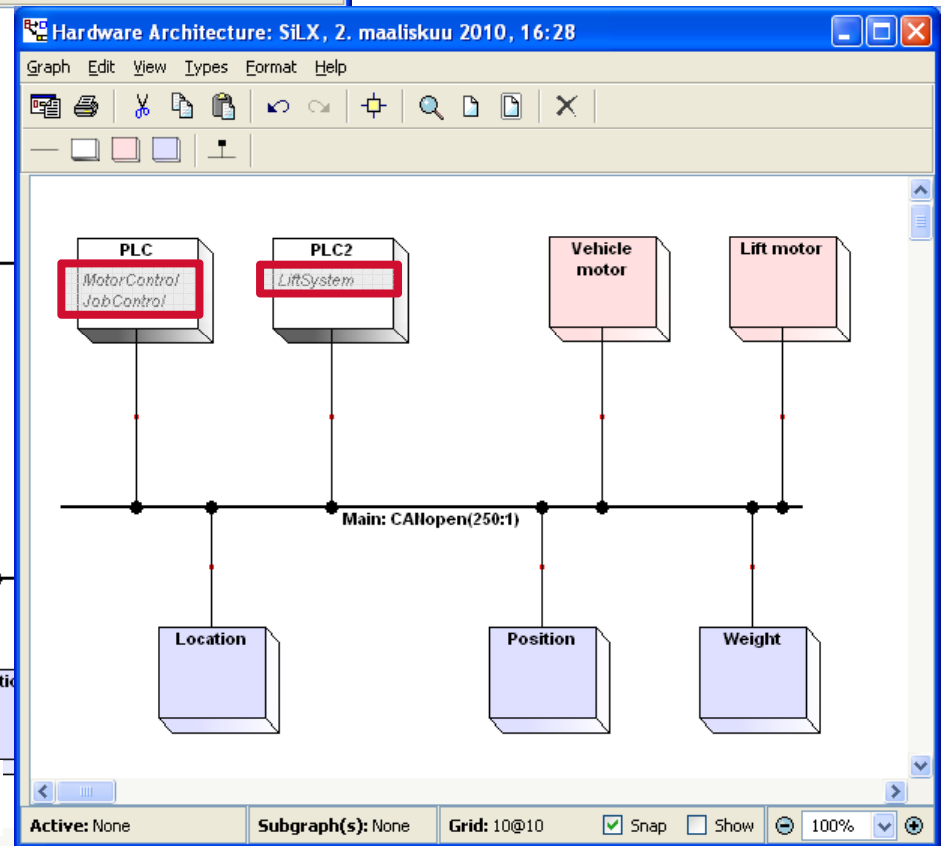 Hardware Architecture: SiLX, 2. maaliskuu 2010, 16:28
Graph Edit View Types Format Help
PLC
MotorControl
JobControl
PLC2
LiftSystem
Vehicle
motor
Lift motor
Main: CANopen(250:1)
Location
Position
Weight
tio
Active: None
Subgraph(s): None
Grid: 10@10
Snap
Show
100%